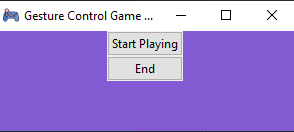 Gesture Control Game ...
Start Playing
End